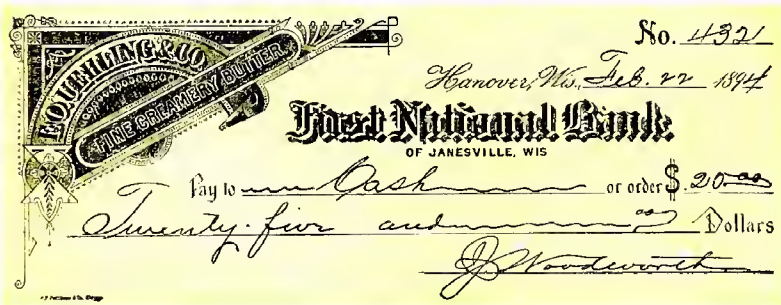 No. 4321
E. O. UEHLING & CO.
FINE CREAMERY BUTTER.
Hanover, Wis., Feb. 22 1894
First National Bank
OF JANESVILLE, WIS
Pay to Cash or order $ 20.00
Twenty-five and 00 Dollars
J. Woodworth